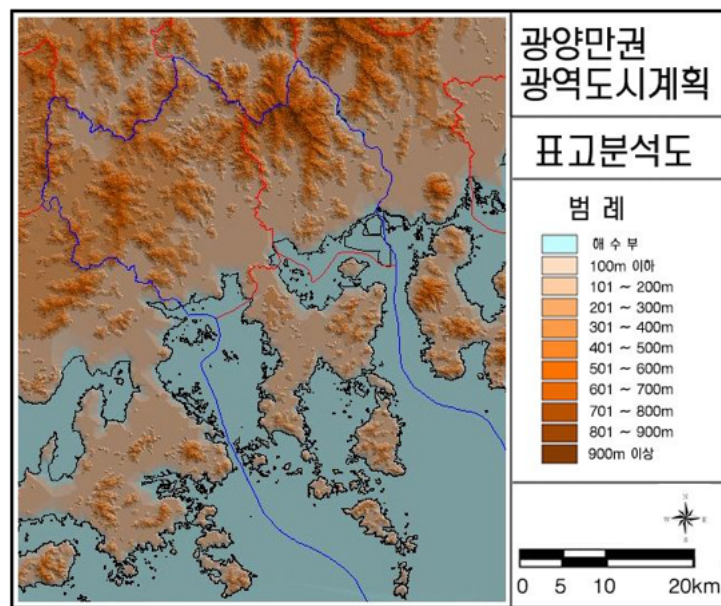 광양만권
광역도시계획
표고분석도
범 례
해수부
100m 이하
101 ~ 200m
201 ~ 300m
301 ~ 400m
401 ~ 500m
501 ~ 600m
601 ~ 700m
701 ~ 800m
801 ~ 900m
900m 이상
N
W E
S
0 5 10 20km